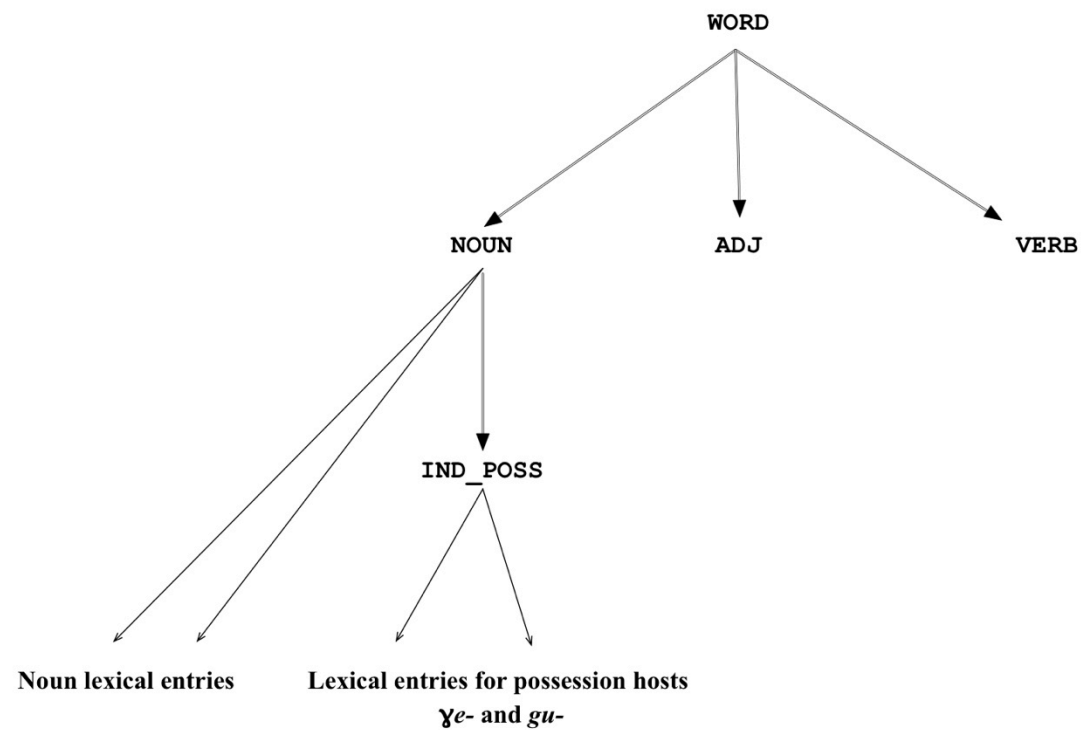 WORD
NOUN ADJ VERB
IND_POSS
Noun lexical entries Lexical entries for possession hosts
ɣe- and gu-